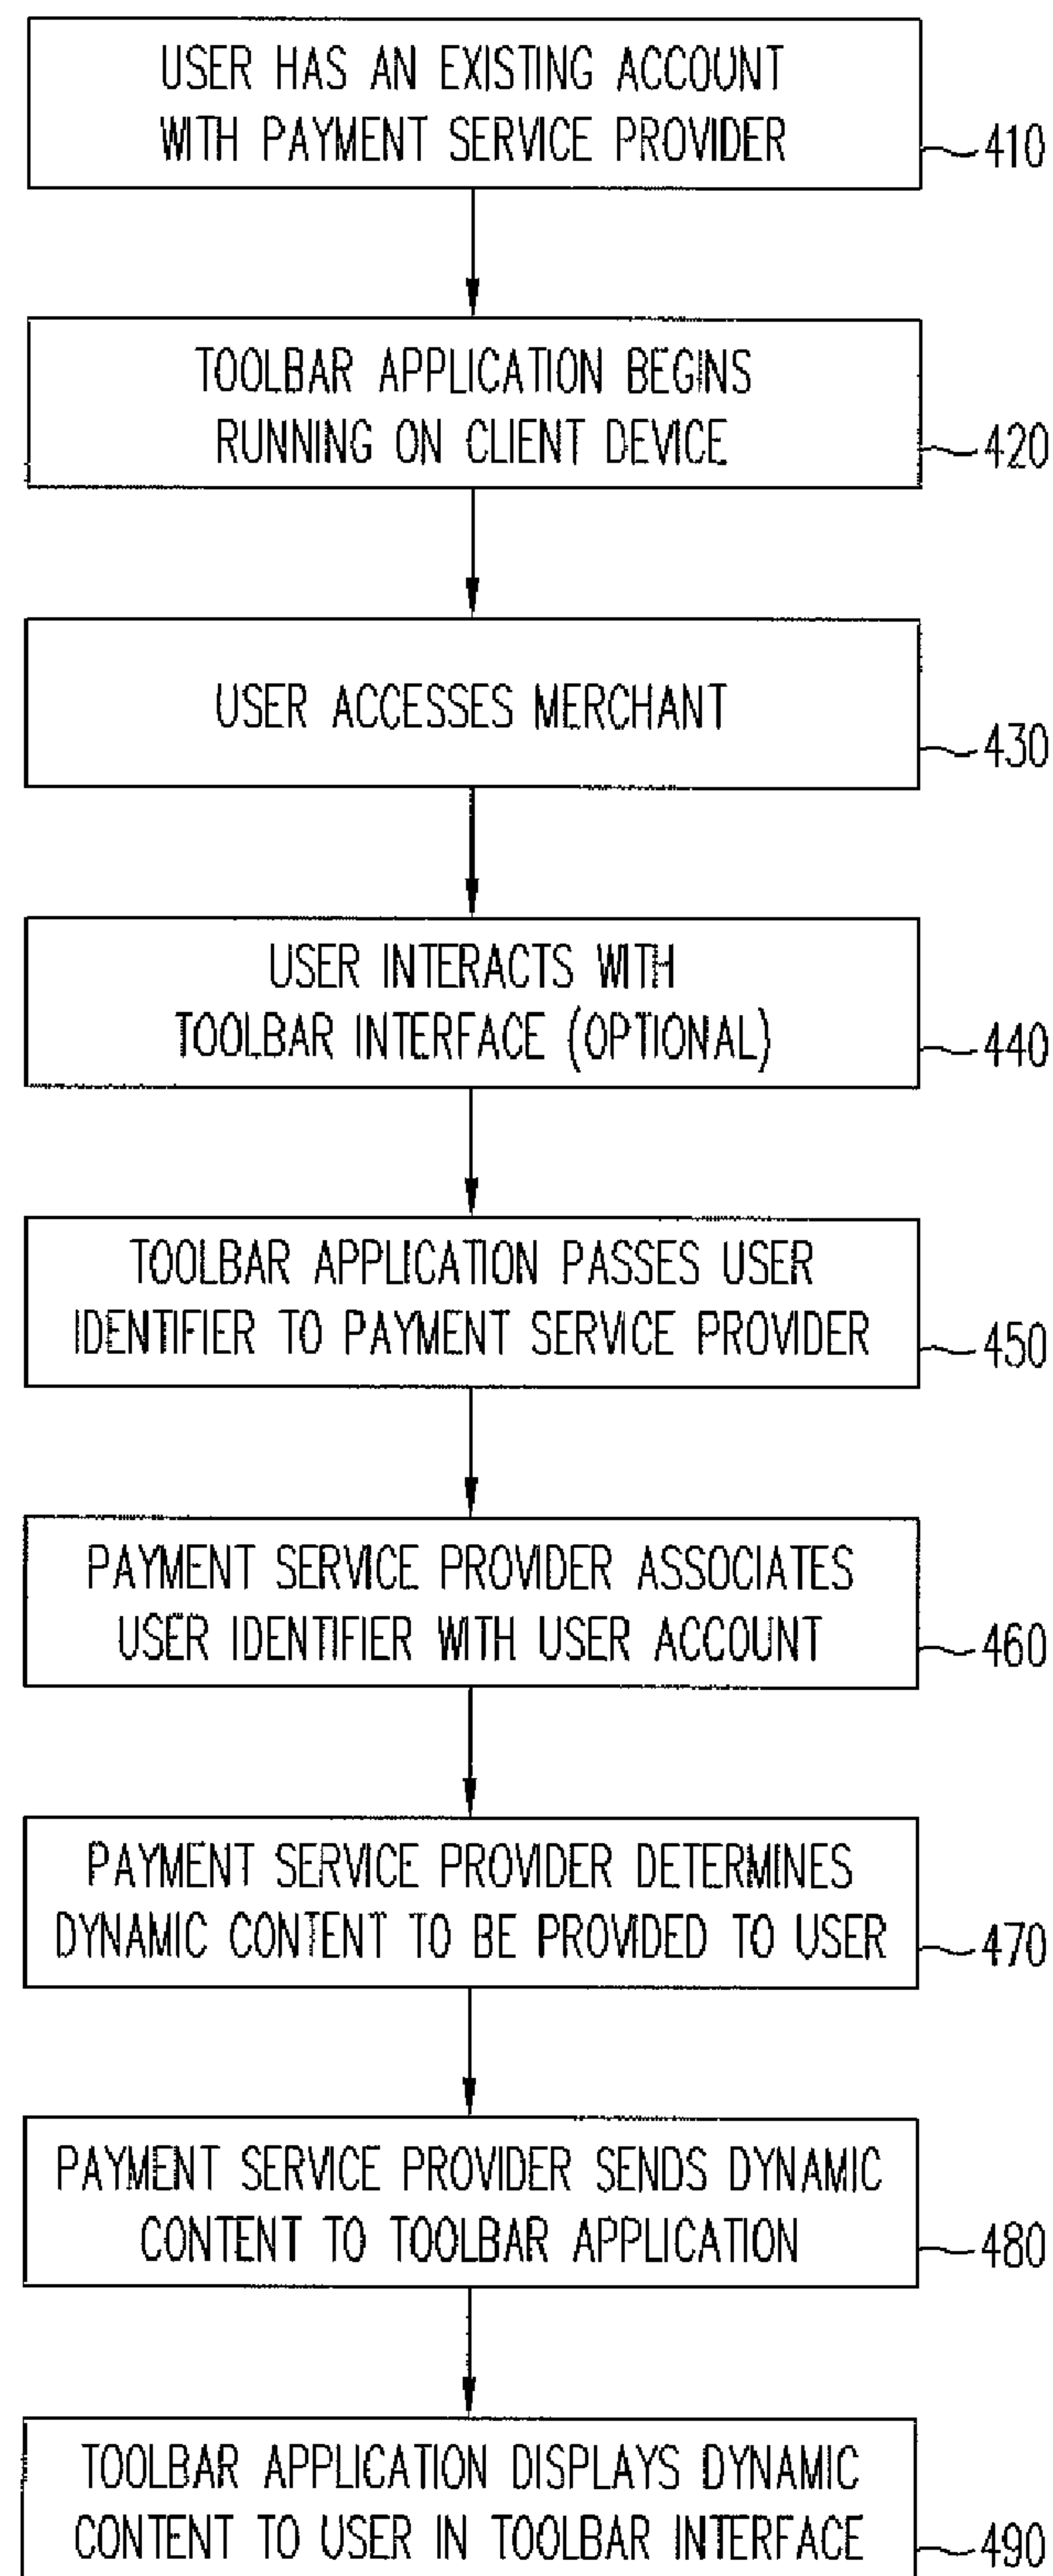 USER HAS AN EXISTING ACCOUNT
WITH PAYMENT SERVICE PROVIDER
410
TOOLBAR APPLICATION BEGINS
RUNNING ON CLIENT DEVICE
420
USER ACCESSES MERCHANT
430
USER INTERACTS WITH
TOOLBAR INTERFACE (OPTIONAL)
440
TOOLBAR APPLICATION PASSES USER
IDENTIFIER TO PAYMENT SERVICE PROVIDER
450
PAYMENT SERVICE PROVIDER ASSOCIATES
USER IDENTIFIER WITH USER ACCOUNT
460
PAYMENT SERVICE PROVIDER DETERMINES
DYNAMIC CONTENT TO BE PROVIDED TO USER
470
PAYMENT SERVICE PROVIDER SENDS DYNAMIC
CONTENT TO TOOLBAR APPLICATION
480
TOOLBAR APPLICATION DISPLAYS DYNAMIC
CONTENT TO USER IN TOOLBAR INTERFACE
490